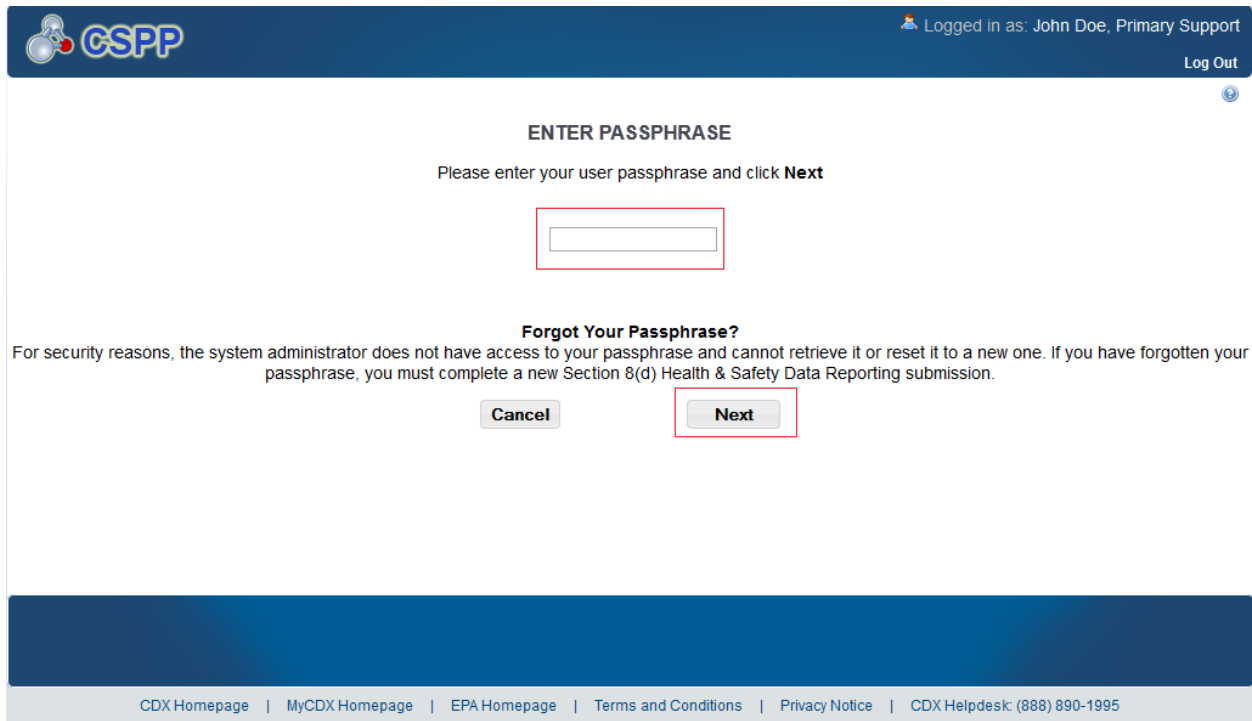 CSPP
Logged in as: John Doe, Primary Support
Log Out
ENTER PASSPHRASE
Please enter your user passphrase and click Next
Forgot Your Passphrase?
For security reasons, the system administrator does not have access to your passphrase and cannot retrieve it or reset it to a new one. If you have forgotten your
passphrase, you must complete a new Section 8(d) Health & Safety Data Reporting submission.
Cancel Next
CDX Homepage | MyCDX Homepage | EPA Homepage | Terms and Conditions | Privacy Notice | CDX Helpdesk: (888) 890-1995